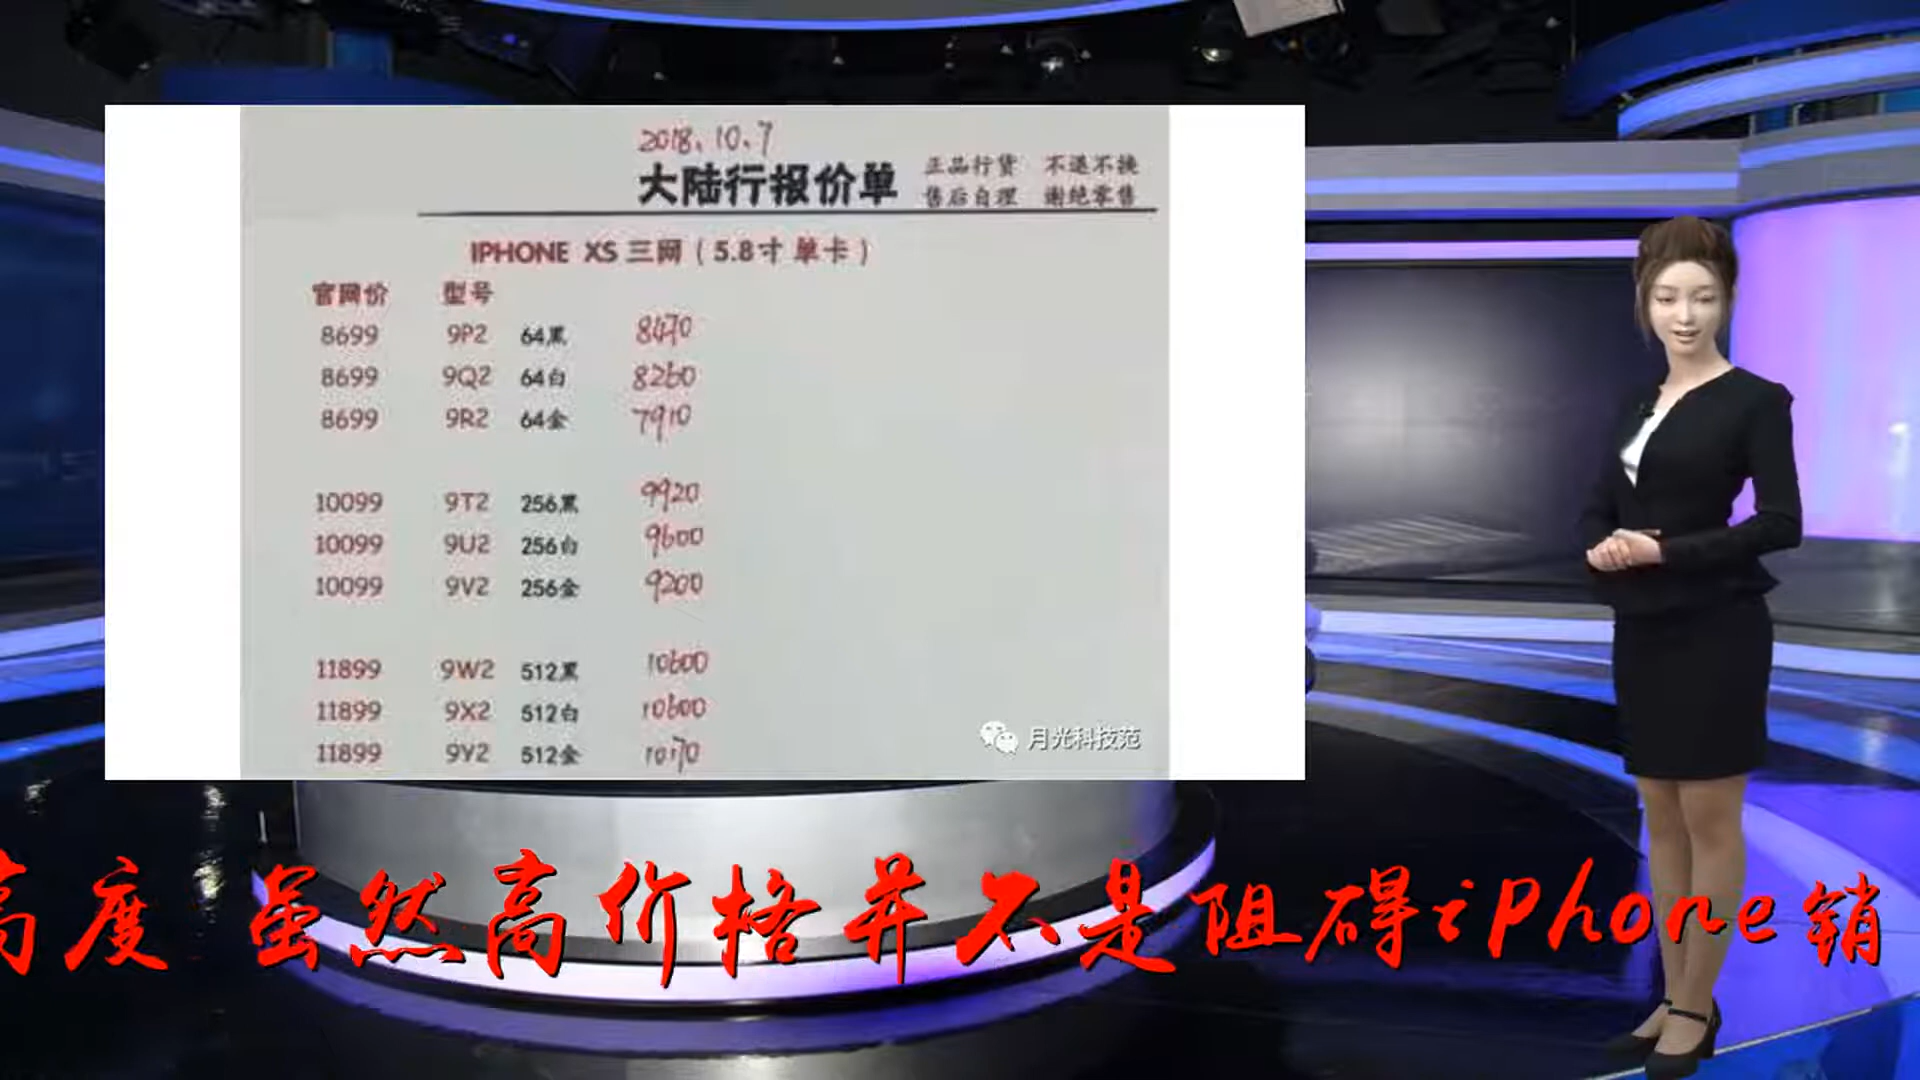 2018.10.7
大陆行报价单 正品行货 不退不换
售后自理 谢绝零售
IPHONE XS 三网（5.8寸 单卡）
官网价 型号
8699 9P2 64黑 8470
8699 9Q2 64白 8260
8699 9R2 64金 7910
10099 9T2 256黑 9920
10099 9U2 256白 9600
10099 9V2 256金 9200
11899 9W2 512黑 10600
11899 9X2 512白 10600
11899 9Y2 512金 10170
月光科技范
高度 虽然高价格并不是阻碍iPhone销